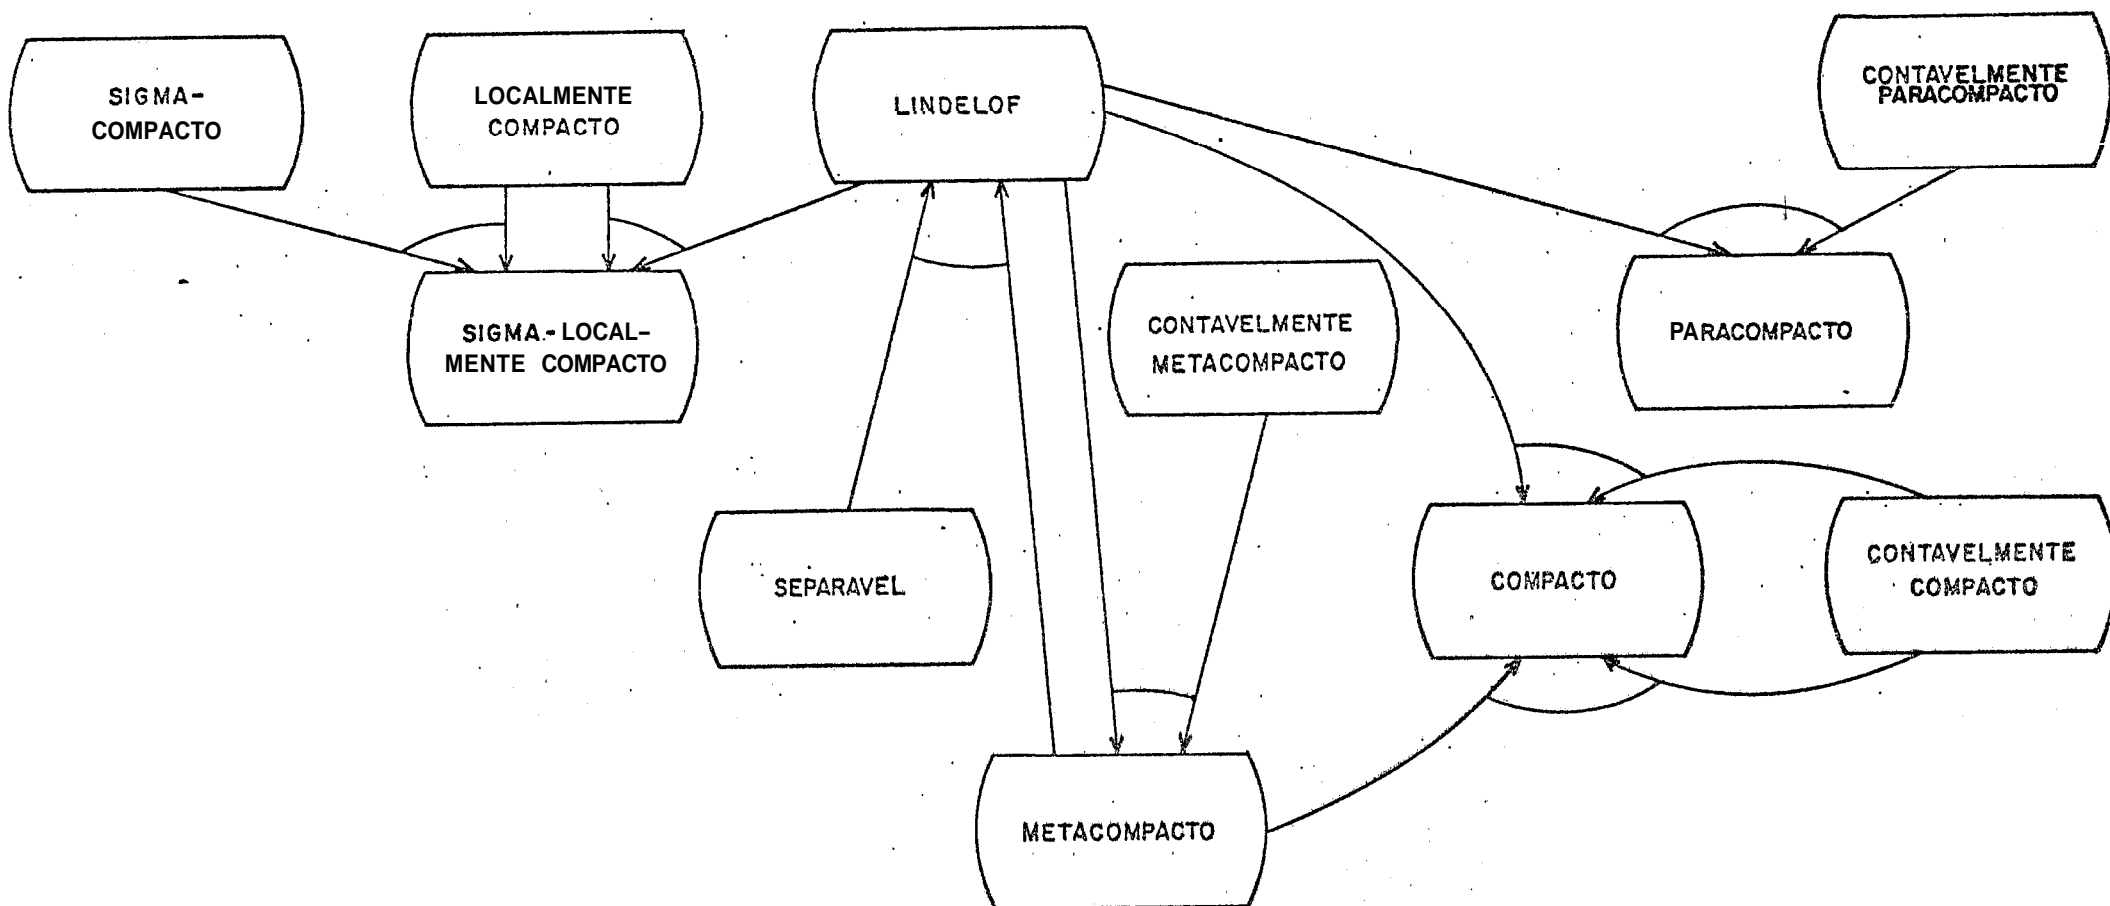 SIGMA-
COMPACTO
LOCALMENTE
COMPACTO
LINDELOF
CONTAVELMENTE
PARACOMPACTO
SIGMA-LOCAL-
MENTE COMPACTO
CONTAVELMENTE
METACOMPACTO
PARACOMPACTO
SEPARAVEL
COMPACTO
CONTAVELMENTE
COMPACTO
METACOMPACTO